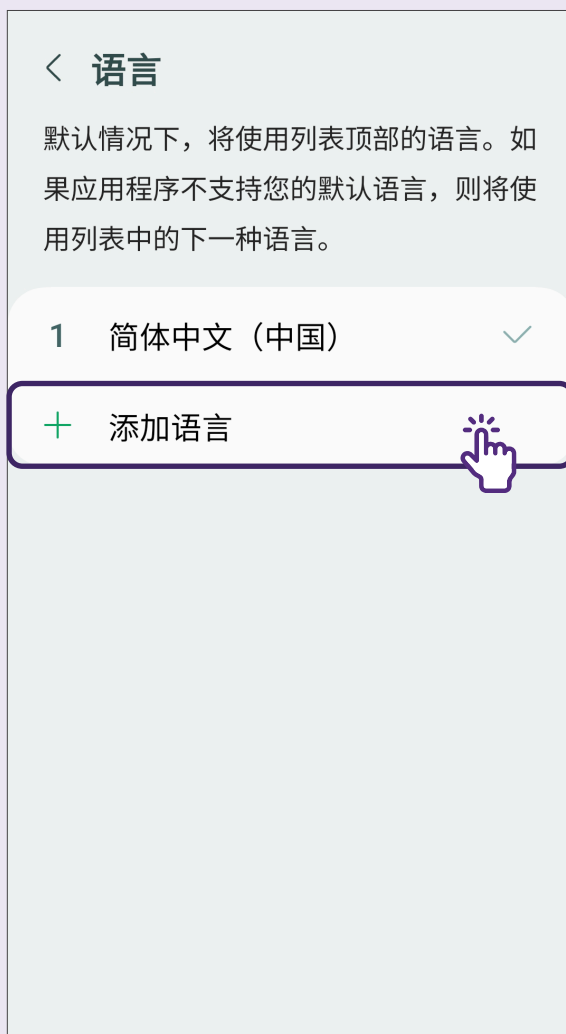 语言
默认情况下，将使用列表顶部的语言。如
果应用程序不支持您的默认语言，则将使
用列表中的下一种语言。
1 简体中文（中国）
添加语言